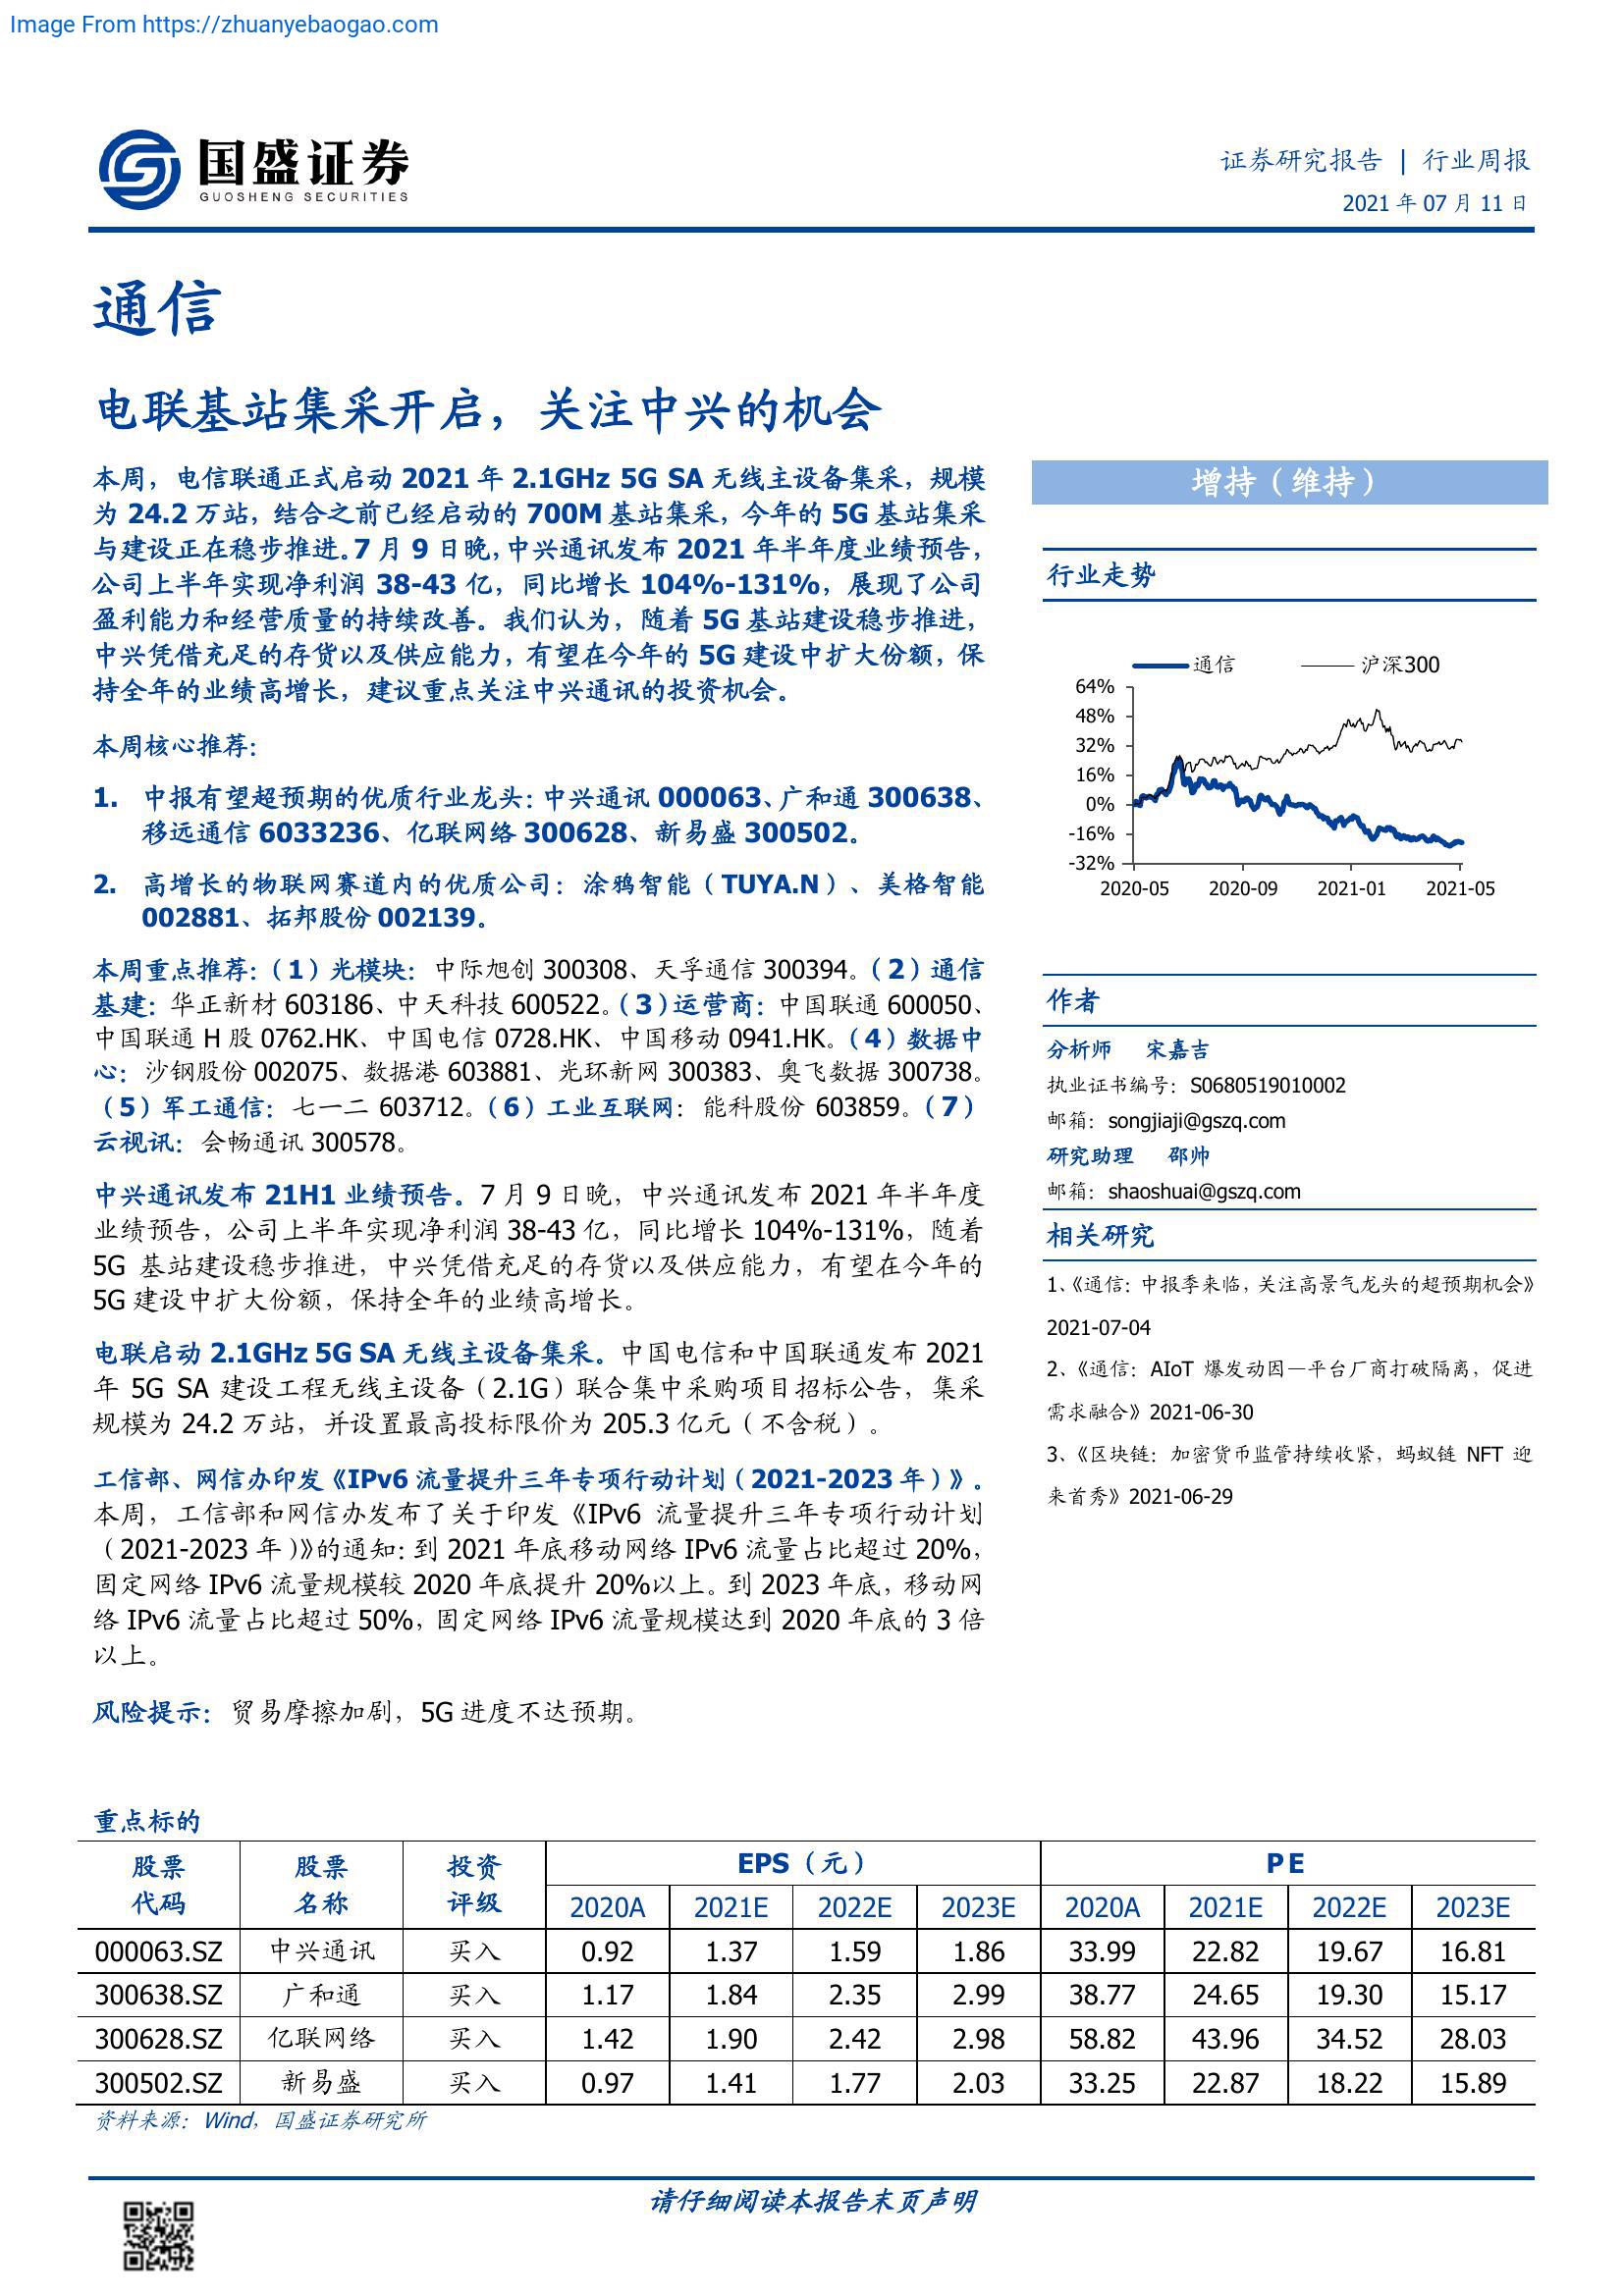 Image From https://zhuanyebaogao.com
国盛证券
GUOSHENG SECURITIES
证券研究报告 | 行业周报
2021 年 07 月 11 日
通信
电联基站集采开启，关注中兴的机会
本周，电信联通正式启动 2021 年 2.1GHz 5G SA 无线主设备集采，规模
为 24.2 万站，结合之前已经启动的 700M 基站集采，今年的 5G 基站集采
与建设正在稳步推进。7 月 9 日晚，中兴通讯发布 2021 年半年度业绩预告，
公司上半年实现净利润 38-43 亿，同比增长 104%-131%，展现了公司
盈利能力和经营质量的持续改善。我们认为，随着 5G 基站建设稳步推进，
中兴凭借充足的存货以及供应能力，有望在今年的 5G 建设中扩大份额，保
持全年的业绩高增长，建议重点关注中兴通讯的投资机会。
本周核心推荐：
1. 中报有望超预期的优质行业龙头：中兴通讯 000063、广和通 300638、
移远通信 6033236、亿联网络 300628、新易盛 300502。
2. 高增长的物联网赛道内的优质公司：涂鸦智能（TUYA.N）、美格智能
002881、拓邦股份 002139。
本周重点推荐：（1）光模块：中际旭创 300308、天孚通信 300394。（2）通信
基建：华正新材 603186、中天科技 600522。（3）运营商：中国联通 600050、
中国联通 H 股 0762.HK、中国电信 0728.HK、中国移动 0941.HK。（4）数据中
心：沙钢股份 002075、数据港 603881、光环新网 300383、奥飞数据 300738。
（5）军工通信：七一二 603712。（6）工业互联网：能科股份 603859。（7）
云视讯：会畅通讯 300578。
中兴通讯发布 21H1 业绩预告。7 月 9 日晚，中兴通讯发布 2021 年半年度
业绩预告，公司上半年实现净利润 38-43 亿，同比增长 104%-131%，随着
5G 基站建设稳步推进，中兴凭借充足的存货以及供应能力，有望在今年的
5G 建设中扩大份额，保持全年的业绩高增长。
电联启动 2.1GHz 5G SA 无线主设备集采。中国电信和中国联通发布 2021
年 5G SA 建设工程无线主设备（2.1G）联合集中采购项目招标公告，集采
规模为 24.2 万站，并设置最高投标限价为 205.3 亿元（不含税）。
工信部、网信办印发《IPv6 流量提升三年专项行动计划（2021-2023 年）》。
本周，工信部和网信办发布了关于印发《IPv6 流量提升三年专项行动计划
（2021-2023 年）》的通知：到 2021 年底移动网络 IPv6 流量占比超过 20%，
固定网络 IPv6 流量规模较 2020 年底提升 20%以上。到 2023 年底，移动网
络 IPv6 流量占比超过 50%，固定网络 IPv6 流量规模达到 2020 年底的 3 倍
以上。
风险提示：贸易摩擦加剧，5G 进度不达预期。
增持（维持）
行业走势
通信 沪深300
64%
48%
32%
16%
0%
-16%
-32%
2020-05 2020-09 2021-01 2021-05
作者
分析师 宋嘉吉
执业证书编号：S0680519010002
邮箱：songjiaji@gszq.com
研究助理 邵帅
邮箱：shaoshuai@gszq.com
相关研究
1、《通信：中报季来临，关注高景气龙头的超预期机会》
2021-07-04
2、《通信：AIoT 爆发动因—平台厂商打破隔离，促进
需求融合》2021-06-30
3、《区块链：加密货币监管持续收紧，蚂蚁链 NFT 迎
来首秀》2021-06-29
重点标的
股票 股票 投资 EPS（元） P E
代码 名称 评级 2020A 2021E 2022E 2023E 2020A 2021E 2022E 2023E
000063.SZ 中兴通讯 买入 0.92 1.37 1.59 1.86 33.99 22.82 19.67 16.81
300638.SZ 广和通 买入 1.17 1.84 2.35 2.99 38.77 24.65 19.30 15.17
300628.SZ 亿联网络 买入 1.42 1.90 2.42 2.98 58.82 43.96 34.52 28.03
300502.SZ 新易盛 买入 0.97 1.41 1.77 2.03 33.25 22.87 18.22 15.89
资料来源：Wind，国盛证券研究所
请仔细阅读本报告末页声明